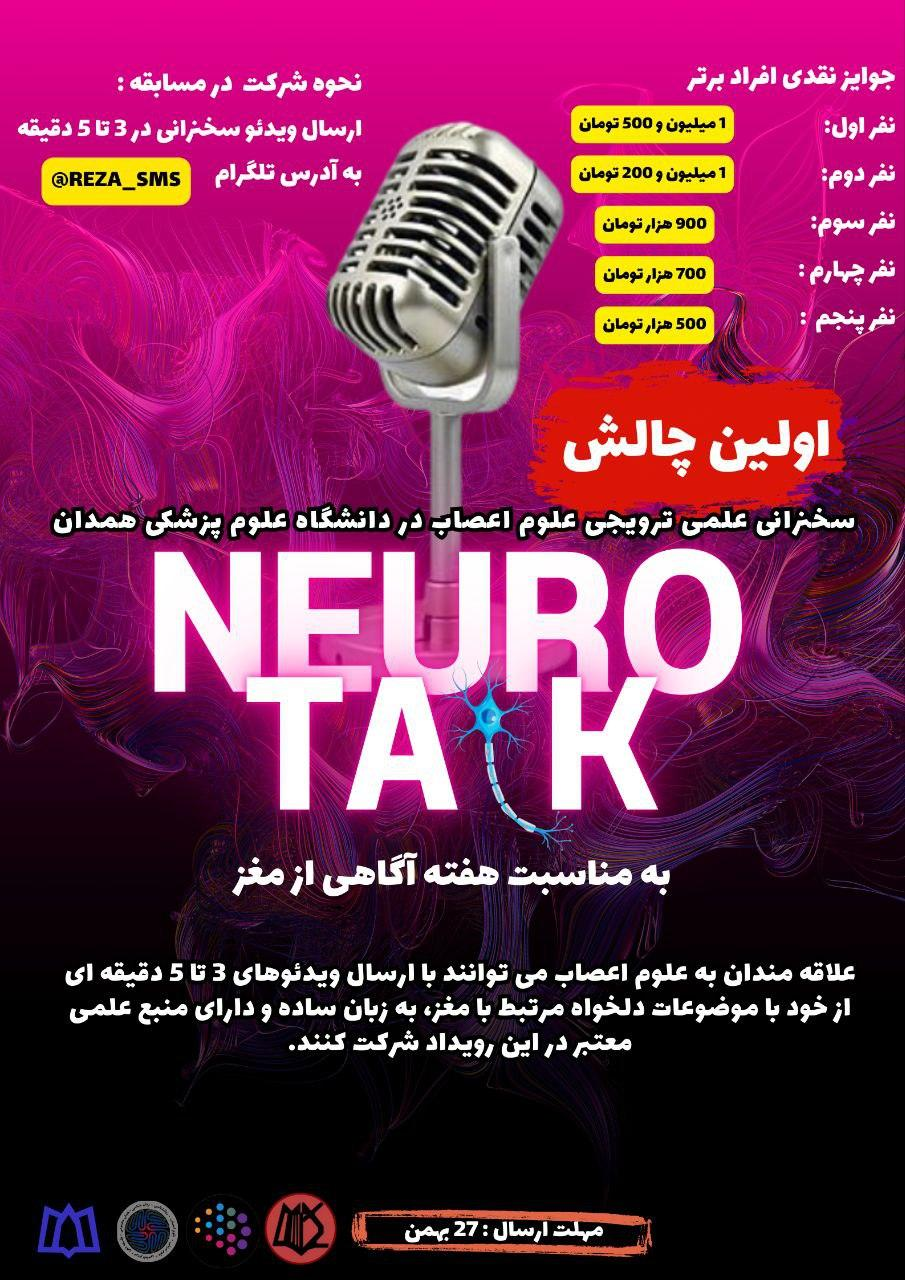 جوایز نقدی افراد برتر
نفر اول: 1 میلیون و 500 تومان
نفر دوم: 1 میلیون و 200 تومان
نفر سوم: 900 هزار تومان
نفر چهارم : 700 هزار تومان
نفر پنجم : 500 هزار تومان
نحوه شرکت در مسابقه :
ارسال ویدئو سخنرانی در 3 تا 5 دقیقه
به آدرس تلگرام @REZA_SMS
اولین چالش
سخنرانی علمی ترویجی علوم اعصاب در دانشگاه علوم پزشکی همدان
NEURO
TALK
به مناسبت هفته آگاهی از مغز
علاقه مندان به علوم اعصاب می توانند با ارسال ویدئوهای 3 تا 5 دقیقه ای
از خود با موضوعات دلخواه مرتبط با مغز، به زبان ساده و دارای منبع علمی
معتبر در این رویداد شرکت کنند.
مهلت ارسال : 27 بهمن